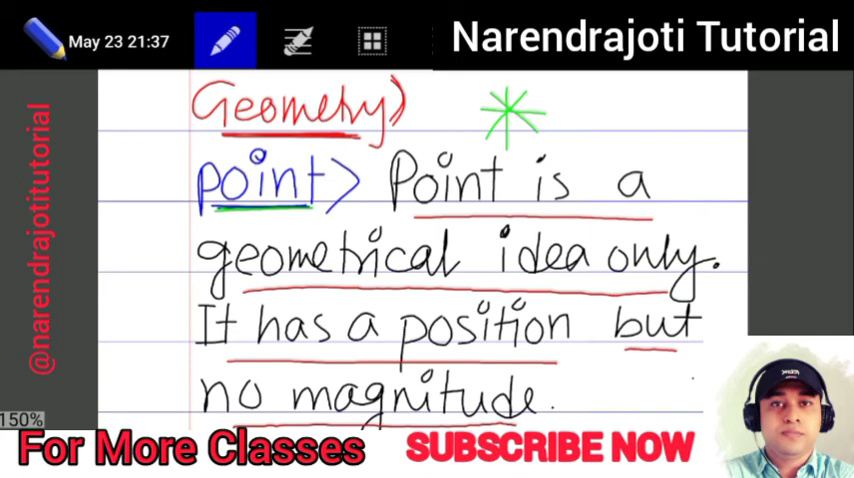 May 23 21:37
Narendrajoti Tutorial
@narendrajotitutorial
Geometry⟩
point> Point is a
geometrical idea only.
It has a position but
no magnitude.
150%
For More Classes
SUBSCRIBE NOW